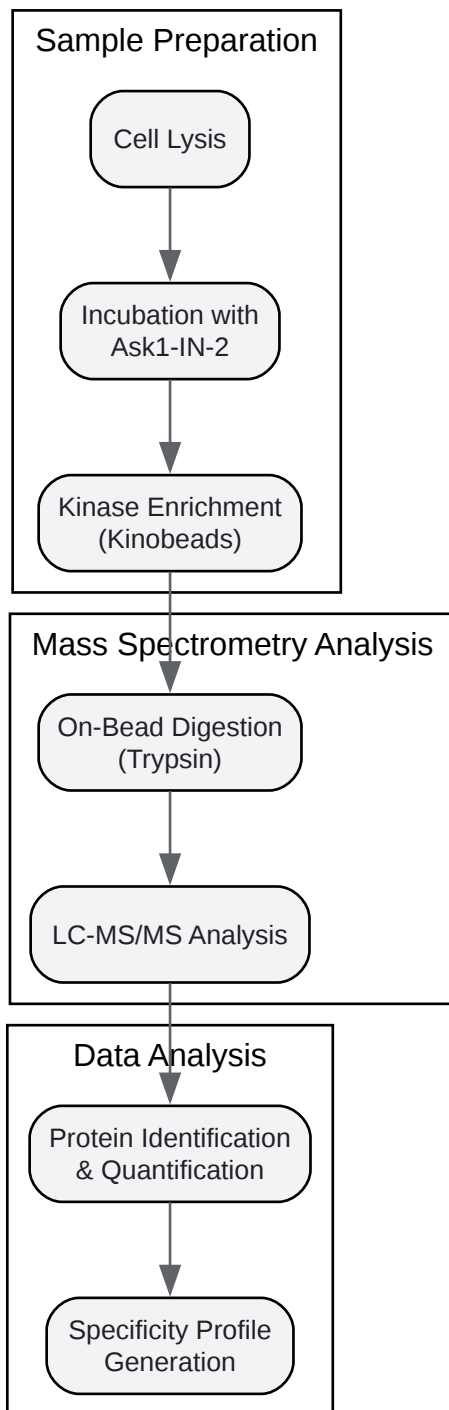 Sample Preparation
Cell Lysis
Incubation with
Ask1-IN-2
Kinase Enrichment
(Kinobeads)
Mass Spectrometry Analysis
On-Bead Digestion
(Trypsin)
LC-MS/MS Analysis
Data Analysis
Protein Identification
& Quantification
Specificity Profile
Generation